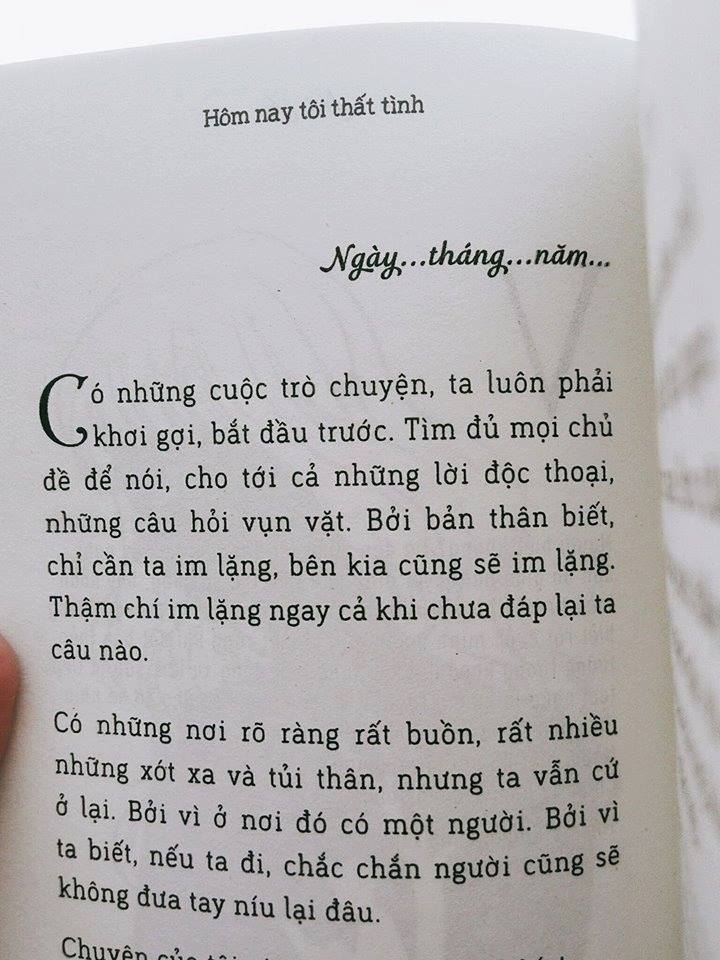 Hôm nay tôi thất tình
Ngày...tháng...năm...
Có những cuộc trò chuyện, ta luôn phải
khơi gợi, bắt đầu trước. Tìm đủ mọi chủ
đề để nói, cho tới cả những lời độc thoại,
những câu hỏi vụn vặt. Bởi bản thân biết,
chỉ cần ta im lặng, bên kia cũng sẽ im lặng.
Thậm chí im lặng ngay cả khi chưa đáp lại ta
câu nào.
Có những nơi rõ ràng rất buồn, rất nhiều
những xót xa và tủi thân, nhưng ta vẫn cứ
ở lại. Bởi vì ở nơi đó có một người. Bởi vì
ta biết, nếu ta đi, chắc chắn người cũng sẽ
không đưa tay níu lại đâu.
Chuyện của tôi